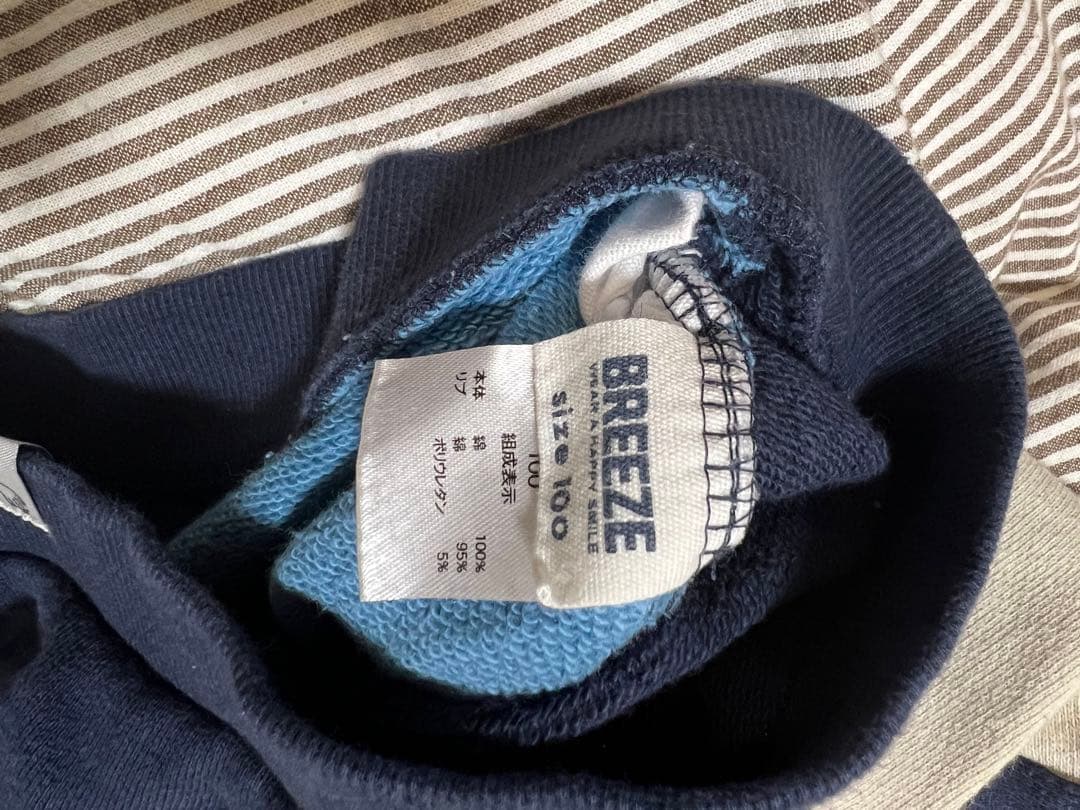 BREEZE
WEAR A HAPPY SMILE
Size 100
100
組成表示
本体 綿 100%
リブ 綿 95%
ポリウレタン 5%